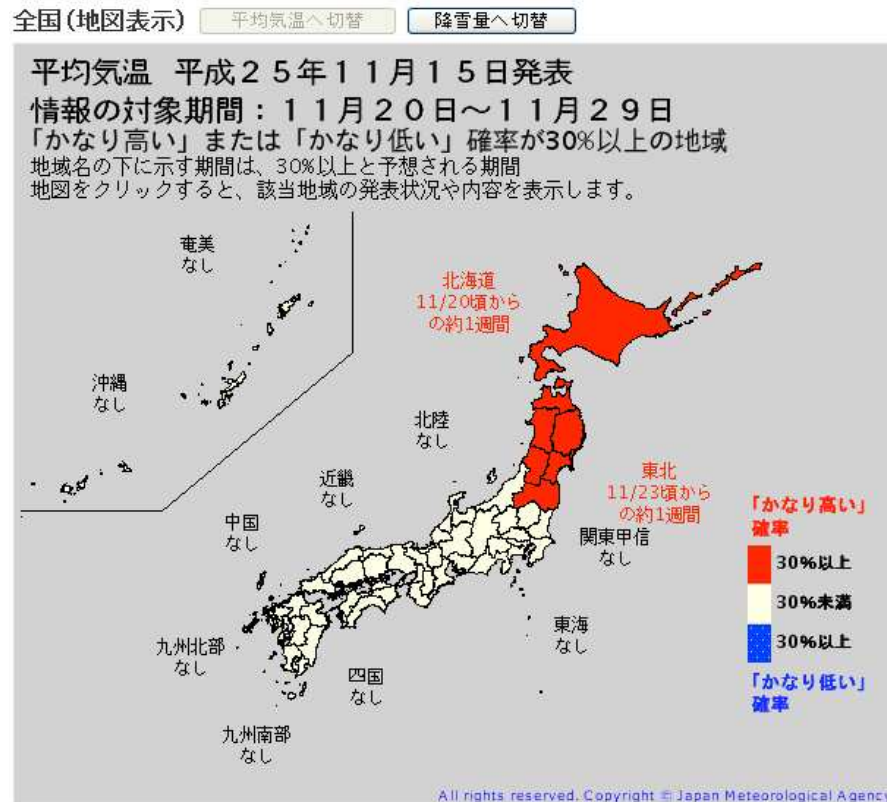 全国(地図表示) 平均気温へ切替 降雪量へ切替
平均気温 平成25年11月15日発表
情報の対象期間:11月20日~11月29日
「かなり高い」または「かなり低い」確率が30%以上の地域
地域名の下に示す期間は、30%以上と予想される期間
地図をクリックすると、該当地域の発表状況や内容を表示します。
奄美
なし
北海道
11/20頃から
の約1週間
沖縄
なし
北陸
なし
近畿
なし
東北
11/23頃から
の約1週間
中国
なし
関東甲信
なし
「かなり高い」
確率
30%以上
30%未満
30%以上
「かなり低い」
確率
東海
なし
九州北部
なし
四国
なし
九州南部
なし
All rights reserved. Copyright © Japan Meteorological Agency